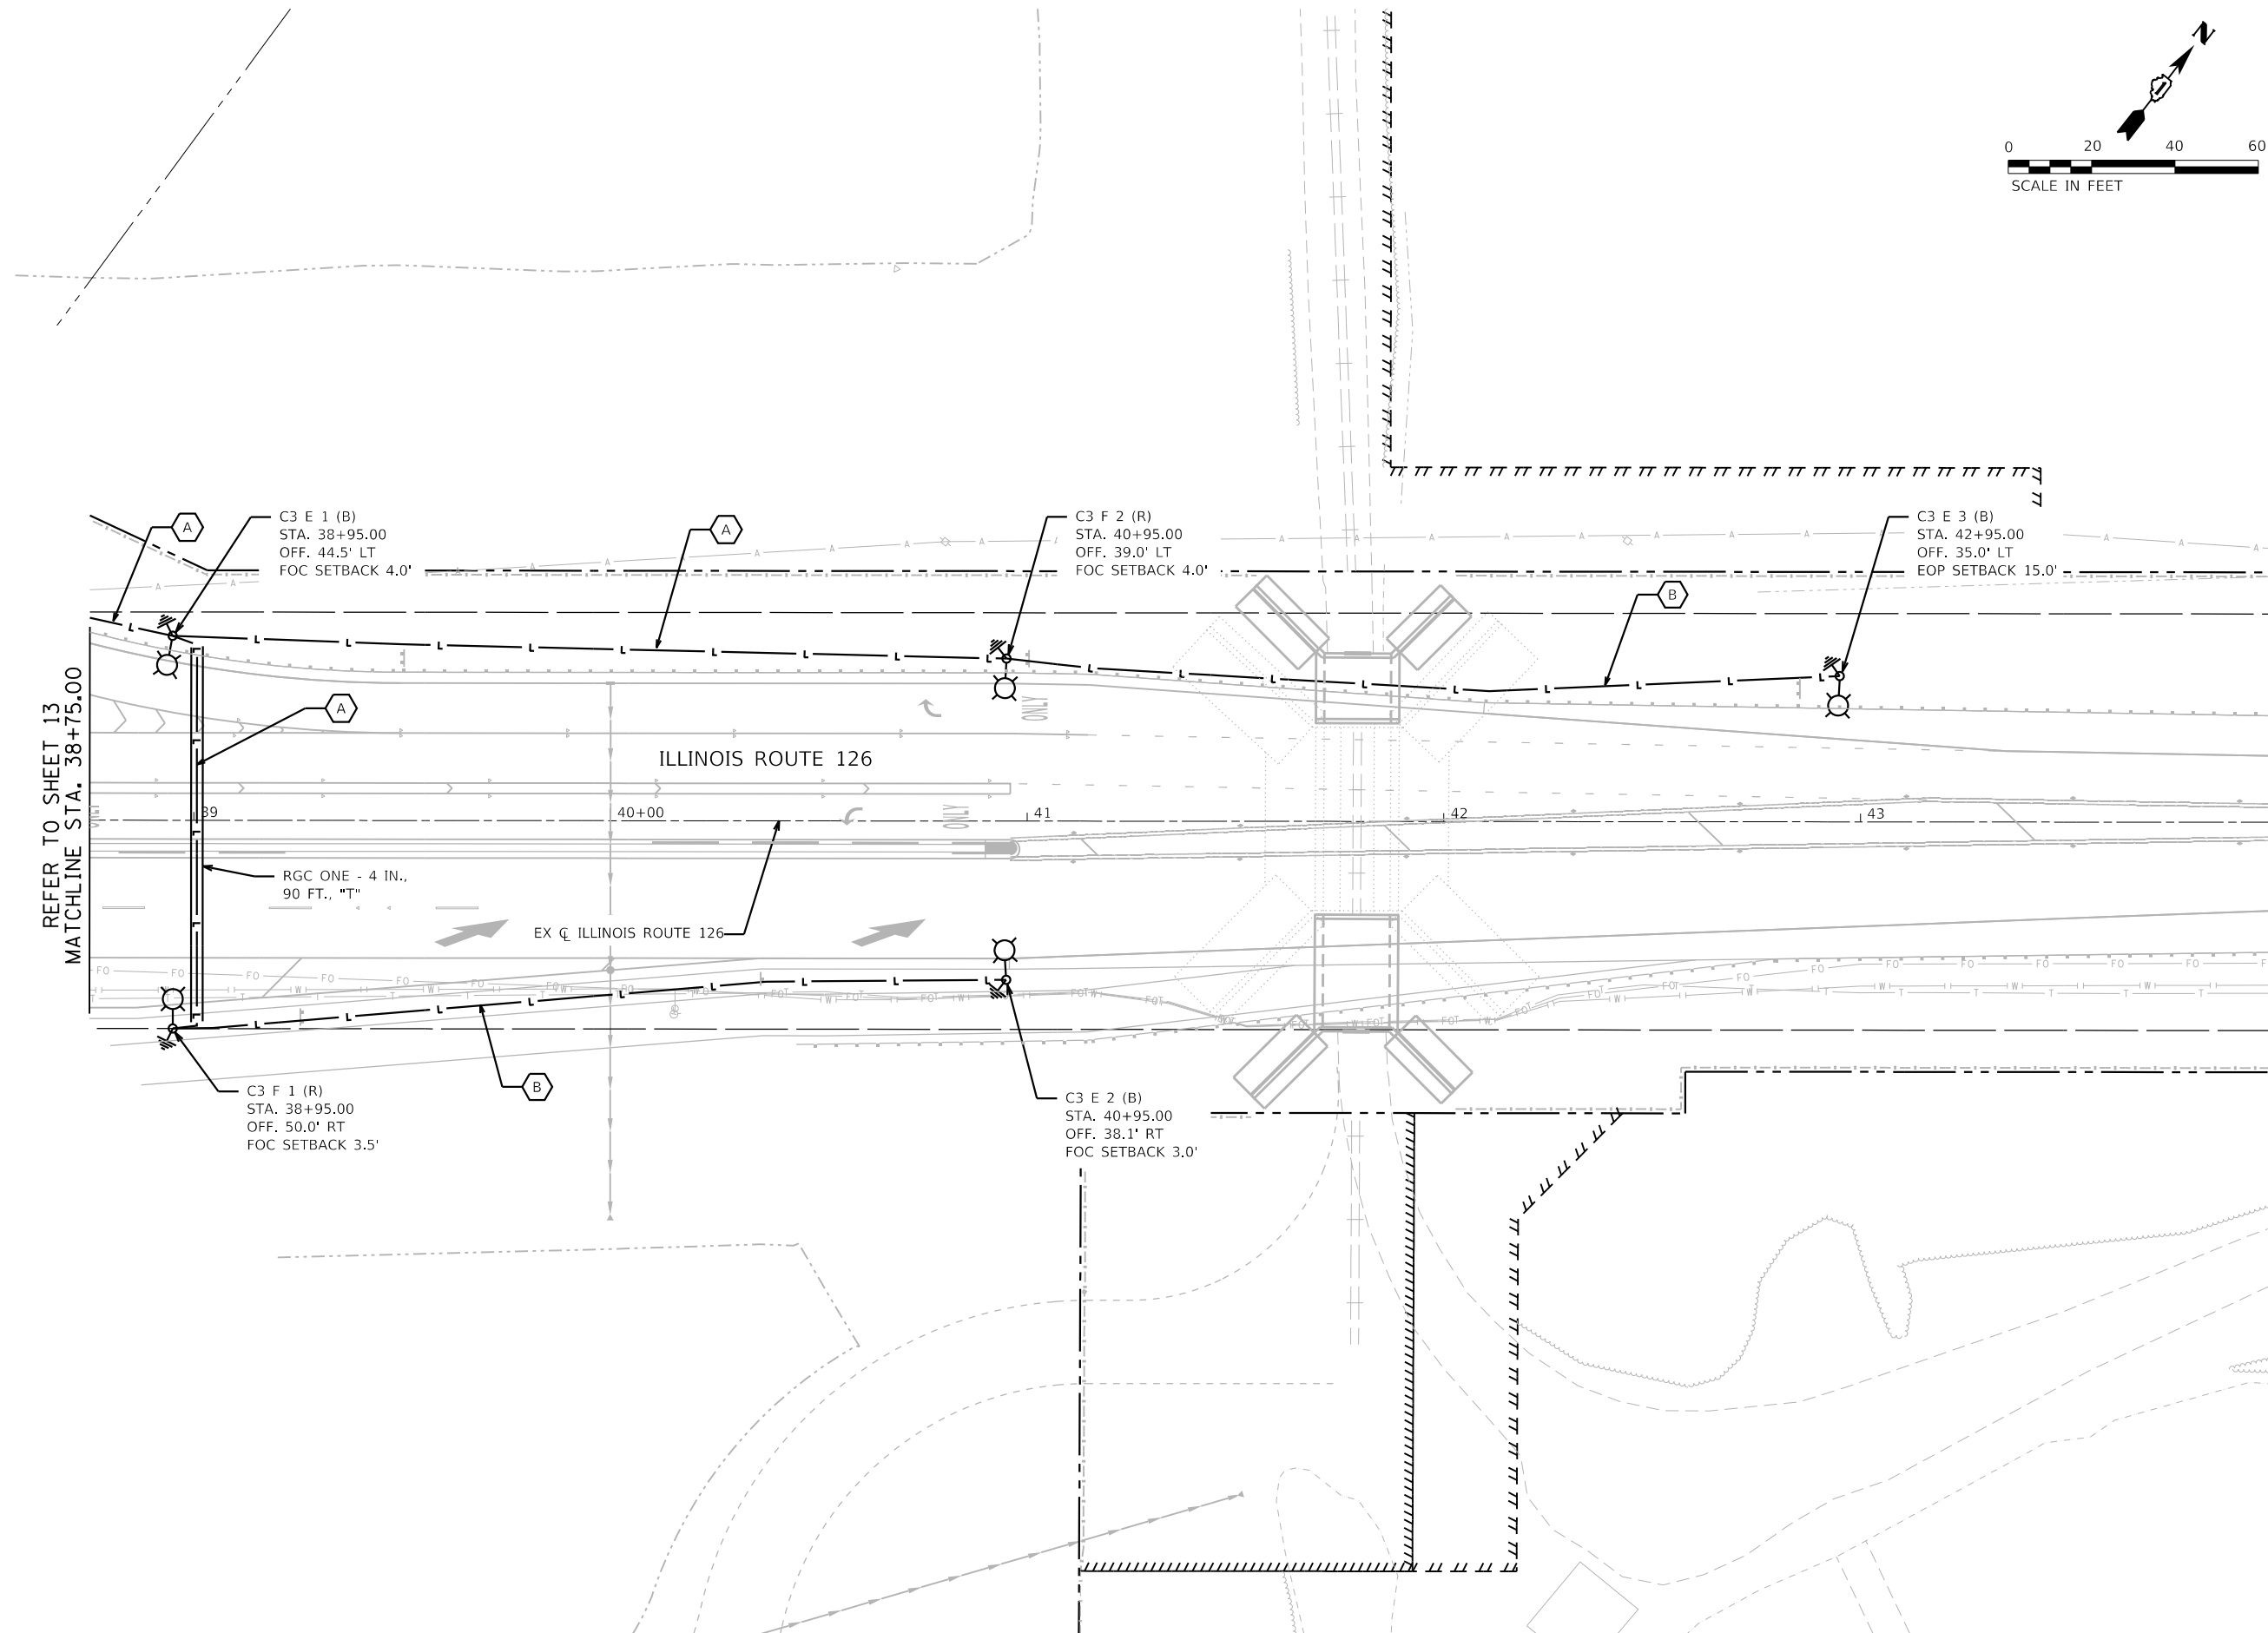 N
0 20 40 60
SCALE IN FEET
C3 E 1 (B)
STA. 38+95.00
OFF. 44.5' LT
FOC SETBACK 4.0'
A
A
C3 F 2 (R)
STA. 40+95.00
OFF. 39.0' LT
FOC SETBACK 4.0'
C3 E 3 (B)
STA. 42+95.00
OFF. 35.0' LT
EOP SETBACK 15.0'
B
REFER TO SHEET 13
MATCHLINE STA. 38+75.00
A
ILLINOIS ROUTE 126
39 40+00 41 42 43
RGC ONE - 4 IN.,
90 FT., "T"
EX ℄ ILLINOIS ROUTE 126
B
C3 F 1 (R)
STA. 38+95.00
OFF. 50.0' RT
FOC SETBACK 3.5'
C3 E 2 (B)
STA. 40+95.00
OFF. 38.1' RT
FOC SETBACK 3.0'